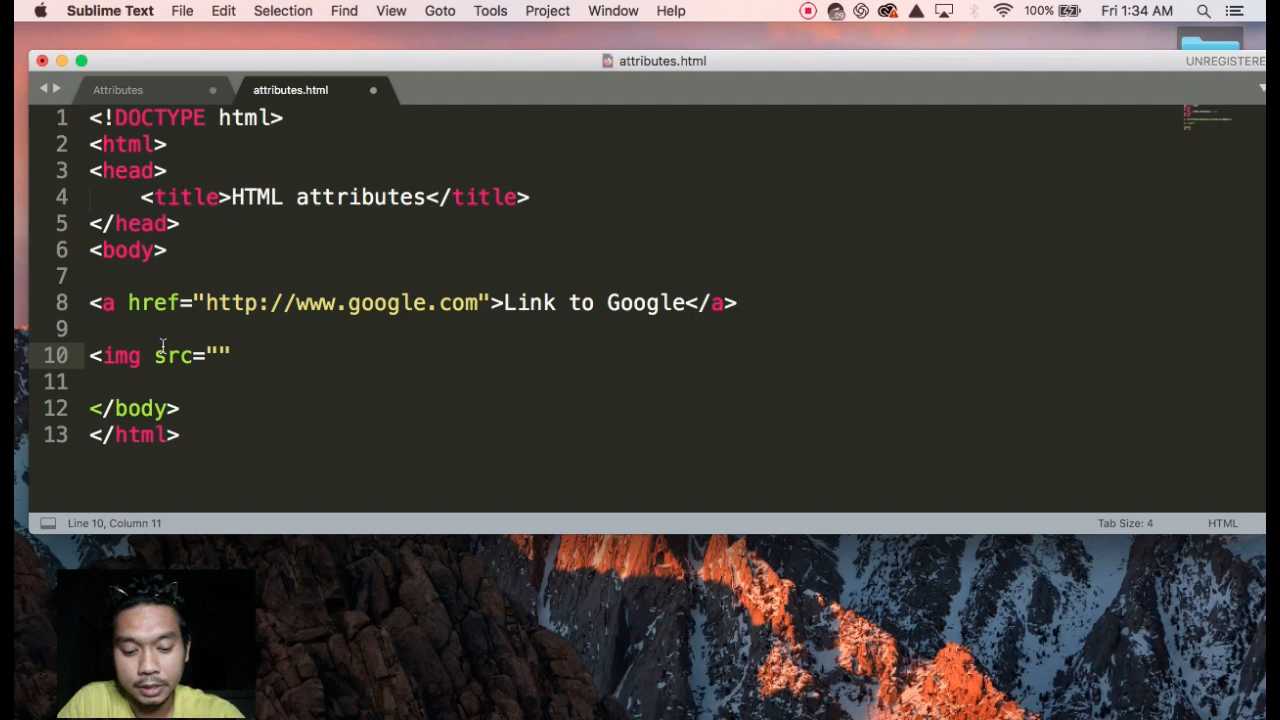 Sublime Text File Edit Selection Find View Goto Tools Project Window Help 100% Fri 1:34 AM
attributes.html UNREGISTERE
Attributes attributes.html
1 <!DOCTYPE html>
2 <html>
3 <head>
4 <title>HTML attributes</title>
5 </head>
6 <body>
7
8 <a href="http://www.google.com">Link to Google</a>
9
10 <img src=""
11
12 </body>
13 </html>
Line 10, Column 11 Tab Size: 4 HTML